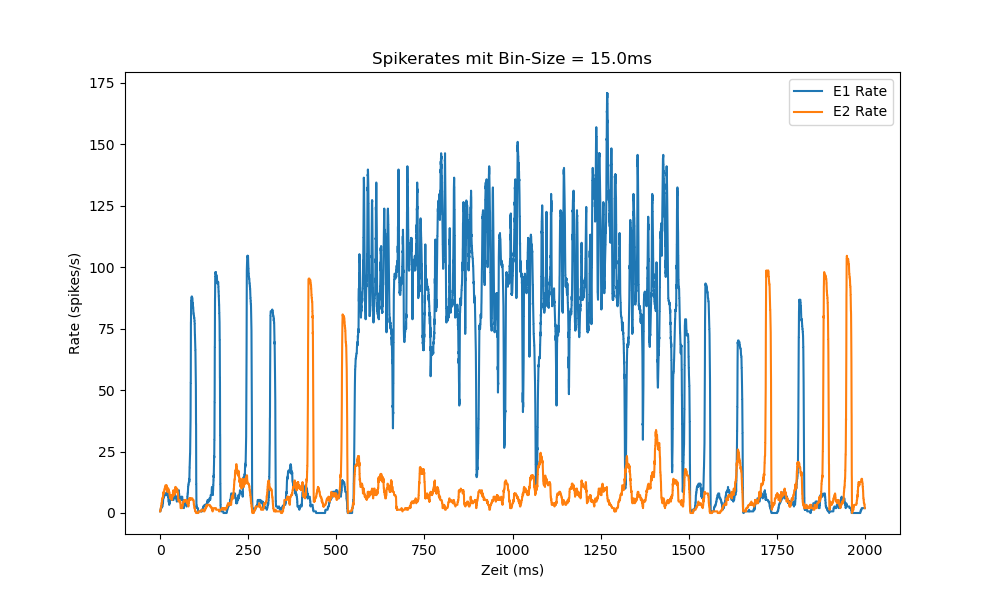 Spikerates mit Bin-Size = 15.0ms
E1 Rate
E2 Rate
Rate (spikes/s)
175
150
125
100
75
50
25
0
0 250 500 750 1000 1250 1500 1750 2000
Zeit (ms)